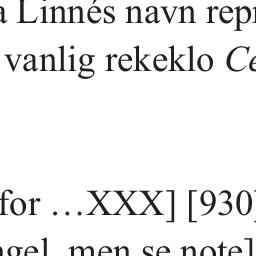 a Linnés navn repr
vanlig rekeklo Ce
for …XXX] [930]
ngel, men se note]